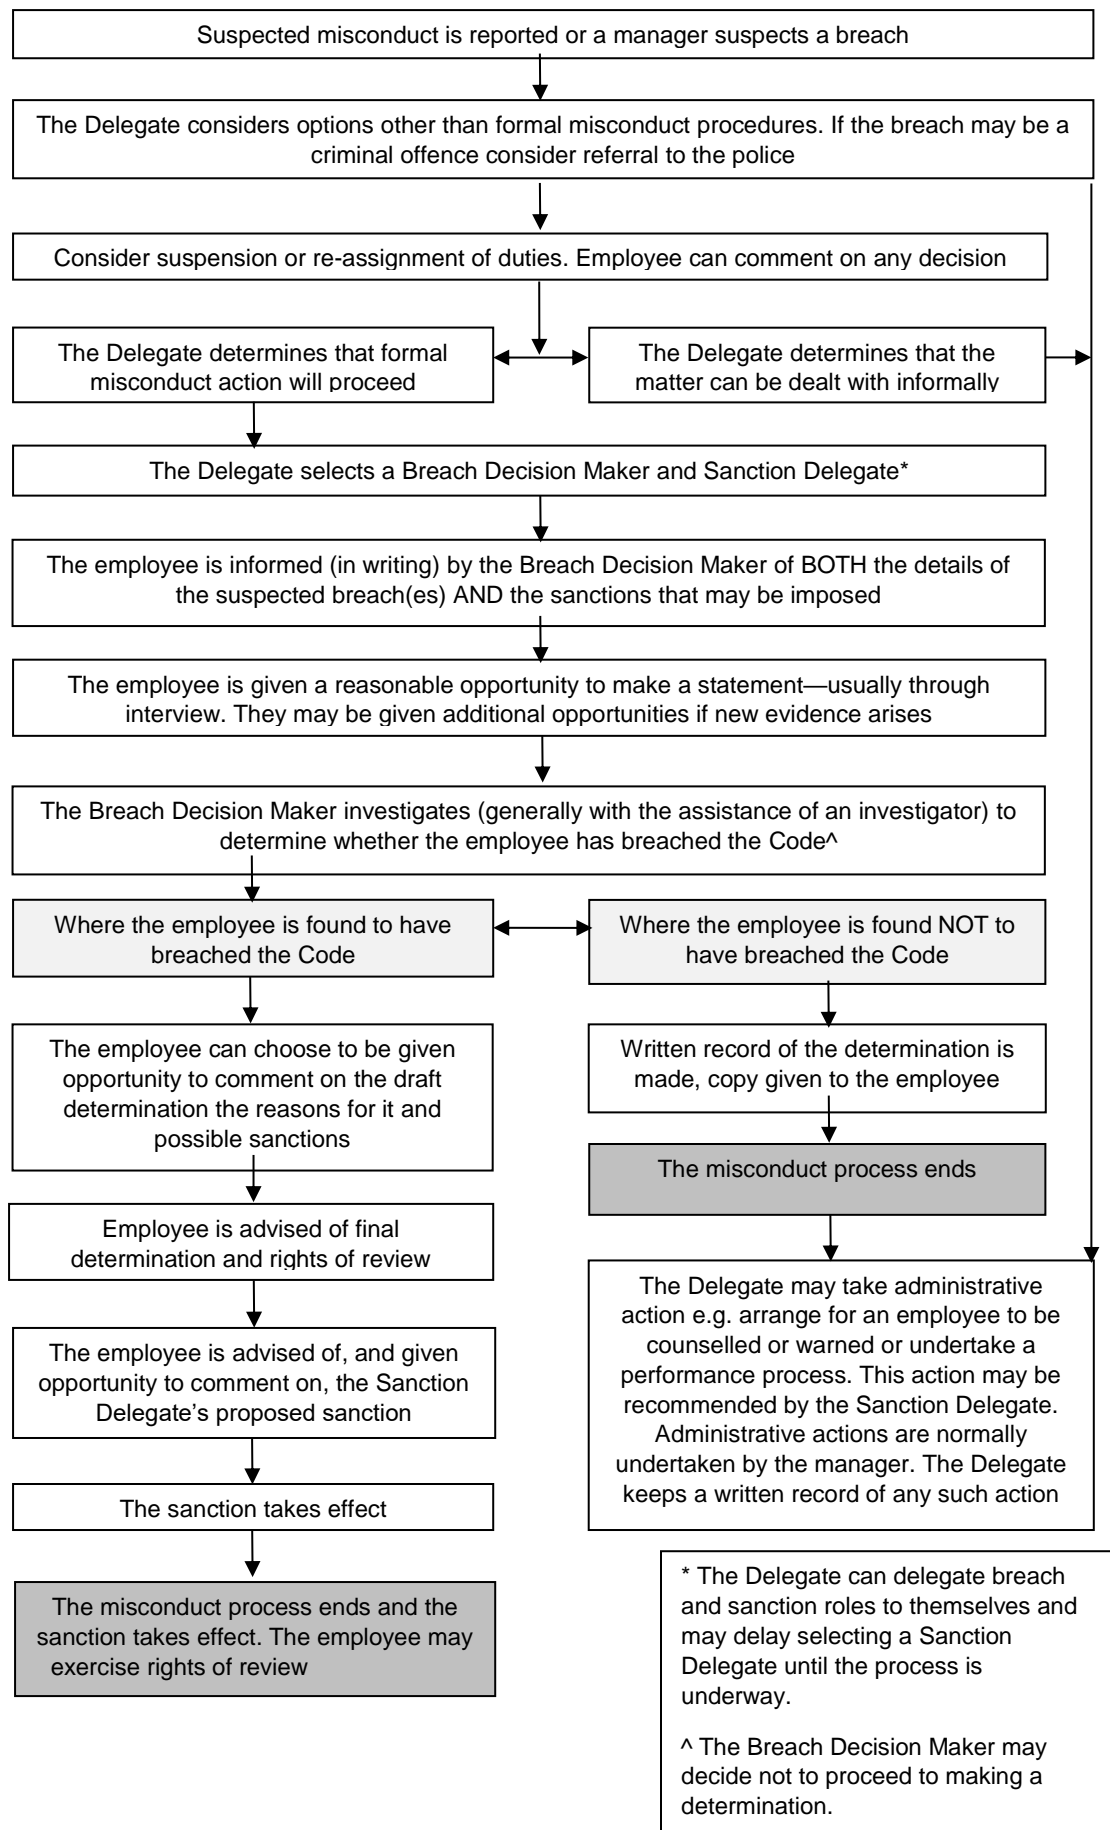 Suspected misconduct is reported or a manager suspects a breach
The Delegate considers options other than formal misconduct procedures. If the breach may be a
criminal offence consider referral to the police
Consider suspension or re-assignment of duties. Employee can comment on any decision
The Delegate determines that formal
misconduct action will proceed
The Delegate determines that the
matter can be dealt with informally
The Delegate selects a Breach Decision Maker and Sanction Delegate*
The employee is informed (in writing) by the Breach Decision Maker of BOTH the details of
the suspected breach(es) AND the sanctions that may be imposed
The employee is given a reasonable opportunity to make a statement—usually through
interview. They may be given additional opportunities if new evidence arises
The Breach Decision Maker investigates (generally with the assistance of an investigator) to
determine whether the employee has breached the Code^
Where the employee is found to have
breached the Code
Where the employee is found NOT to
have breached the Code
The employee can choose to be given
opportunity to comment on the draft
determination the reasons for it and
possible sanctions
Written record of the determination is
made, copy given to the employee
The misconduct process ends
Employee is advised of final
determination and rights of review
The Delegate may take administrative
action e.g. arrange for an employee to be
counselled or warned or undertake a
performance process. This action may be
recommended by the Sanction Delegate.
Administrative actions are normally
undertaken by the manager. The Delegate
keeps a written record of any such action
The employee is advised of, and given
opportunity to comment on, the Sanction
Delegate’s proposed sanction
The sanction takes effect
The misconduct process ends and the
sanction takes effect. The employee may
exercise rights of review
* The Delegate can delegate breach
and sanction roles to themselves and
may delay selecting a Sanction
Delegate until the process is
underway.
^ The Breach Decision Maker may
decide not to proceed to making a
determination.